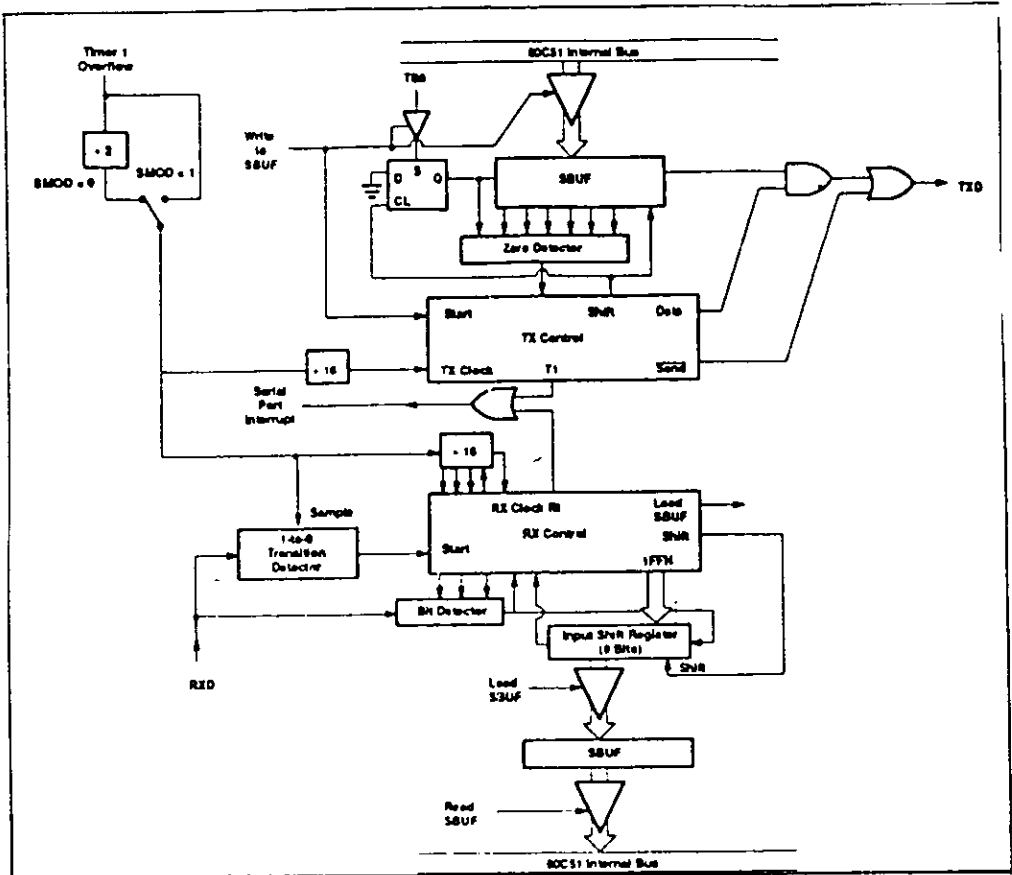 80C51 Internal Bus
Timer 1
Overflow
TB8
Write
to
SBUF
÷ 2
SMOD = 0
SMOD = 1
S
D
Q
CL
SBUF
TXD
Zero Detector
Start
Shift
Data
TX Control
TX Clock
T1
Send
÷ 16
Serial
Port
Interrupt
÷ 16
Sample
RX Clock RI
Load
SBUF
RX Control
Start
Shift
1FFH
1-to-0
Transition
Detector
Bit Detector
Input Shift Register
(9 Bits)
Shift
RXD
Load
SBUF
SBUF
Read
SBUF
80C51 Internal Bus